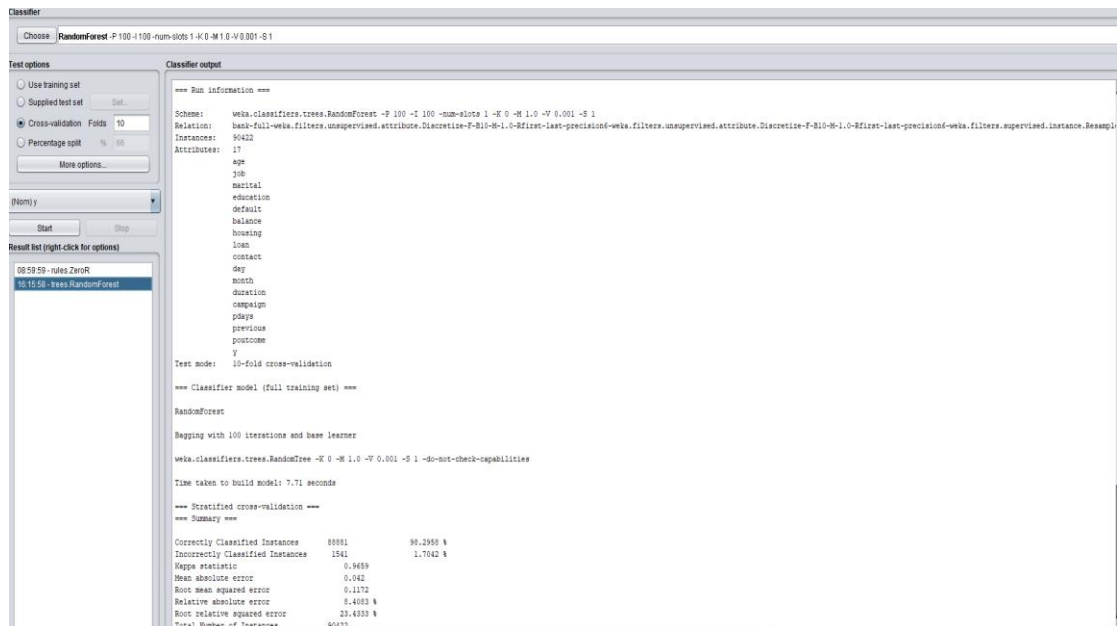 Classifier
Choose RandomForest -P 100 -I 100 -num-slots 1 -K 0 -M 1.0 -V 0.001 -S 1
Test options
Use training set
Supplied test set Set...
Cross-validation Folds 10
Percentage split % 66
More options...
(Nom) y
Start Stop
Result list (right-click for options)
08:59:59 - rules.ZeroR
16:15:58 - trees.RandomForest
Classifier output
=== Run information ===
Scheme: weka.classifiers.trees.RandomForest -P 100 -I 100 -num-slots 1 -K 0 -M 1.0 -V 0.001 -S 1
Relation: bank-full-weka.filters.unsupervised.attribute.Discretize-F-B10-M-1.0-Rfirst-last-precision6-weka.filters.unsupervised.attribute.Discretize-F-B10-M-1.0-Rfirst-last-precision6-weka.filters.supervised.instance.Resampl
Instances: 90422
Attributes: 17
age
job
marital
education
default
balance
housing
loan
contact
day
month
duration
campaign
pdays
previous
poutcome
y
Test mode: 10-fold cross-validation
=== Classifier model (full training set) ===
RandomForest
Bagging with 100 iterations and base learner
weka.classifiers.trees.RandomTree -K 0 -M 1.0 -V 0.001 -S 1 -do-not-check-capabilities
Time taken to build model: 7.71 seconds
=== Stratified cross-validation ===
=== Summary ===
Correctly Classified Instances 88881 98.2958 %
Incorrectly Classified Instances 1541 1.7042 %
Kappa statistic 0.9659
Mean absolute error 0.042
Root mean squared error 0.1172
Relative absolute error 8.4083 %
Root relative squared error 23.4333 %
Total Number of Instances 90422